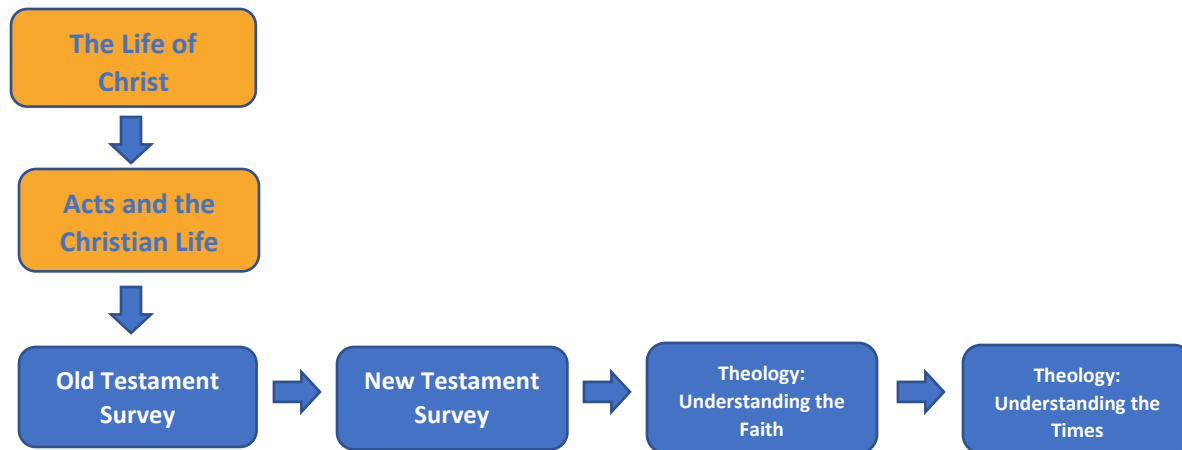 The Life of
Christ
Acts and the
Christian Life
Old Testament
Survey
New Testament
Survey
Theology:
Understanding the
Faith
Theology:
Understanding the
Times